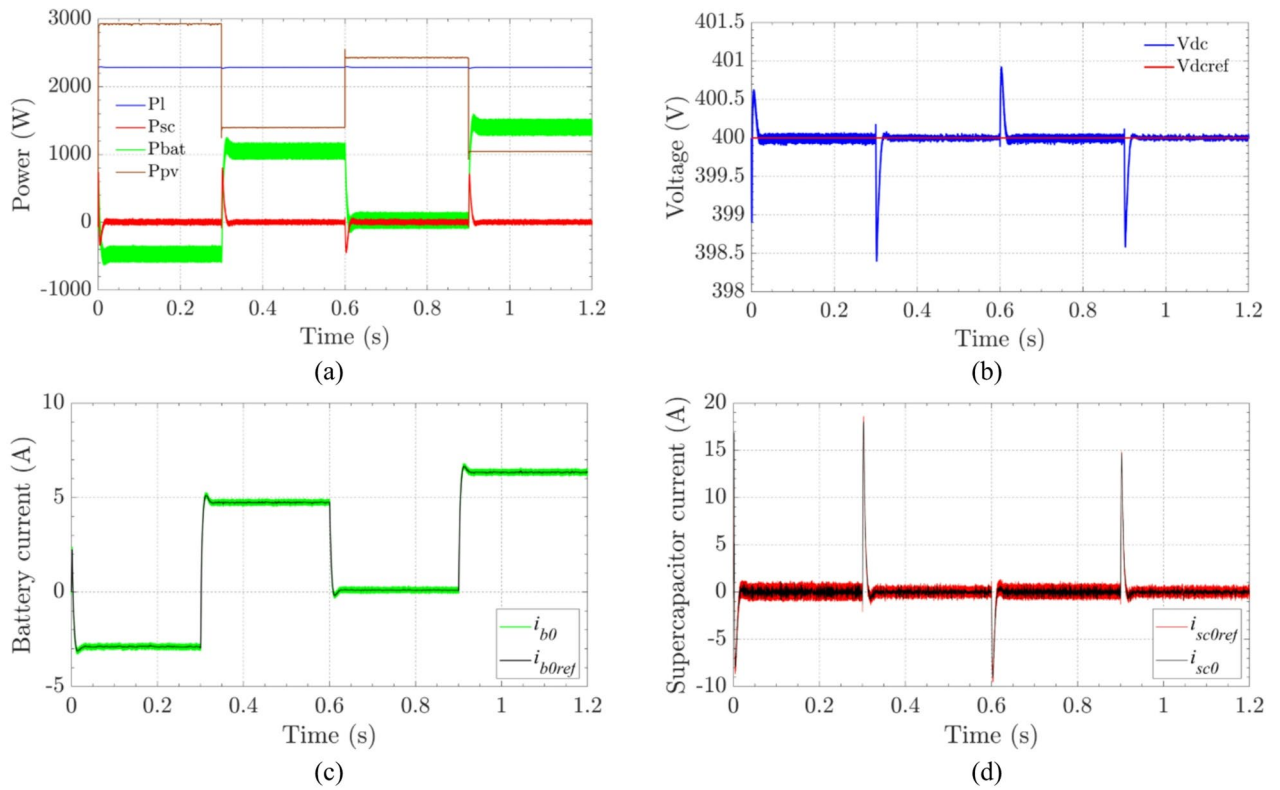 3000
2000
1000
0
-1000
Power (W)
Pl
Psc
Pbat
Ppv
0 0.2 0.4 0.6 0.8 1 1.2
Time (s)
(a)
401.5
401
400.5
400
399.5
399
398.5
398
Voltage (V)
Vdc
Vdcref
0 0.2 0.4 0.6 0.8 1 1.2
Time (s)
(b)
10
5
0
-5
Battery current (A)
i_b0
i_b0ref
0 0.2 0.4 0.6 0.8 1 1.2
Time (s)
(c)
20
15
10
5
0
-5
-10
Supercapacitor current (A)
i_sc0ref
i_sc0
0 0.2 0.4 0.6 0.8 1 1.2
Time (s)
(d)